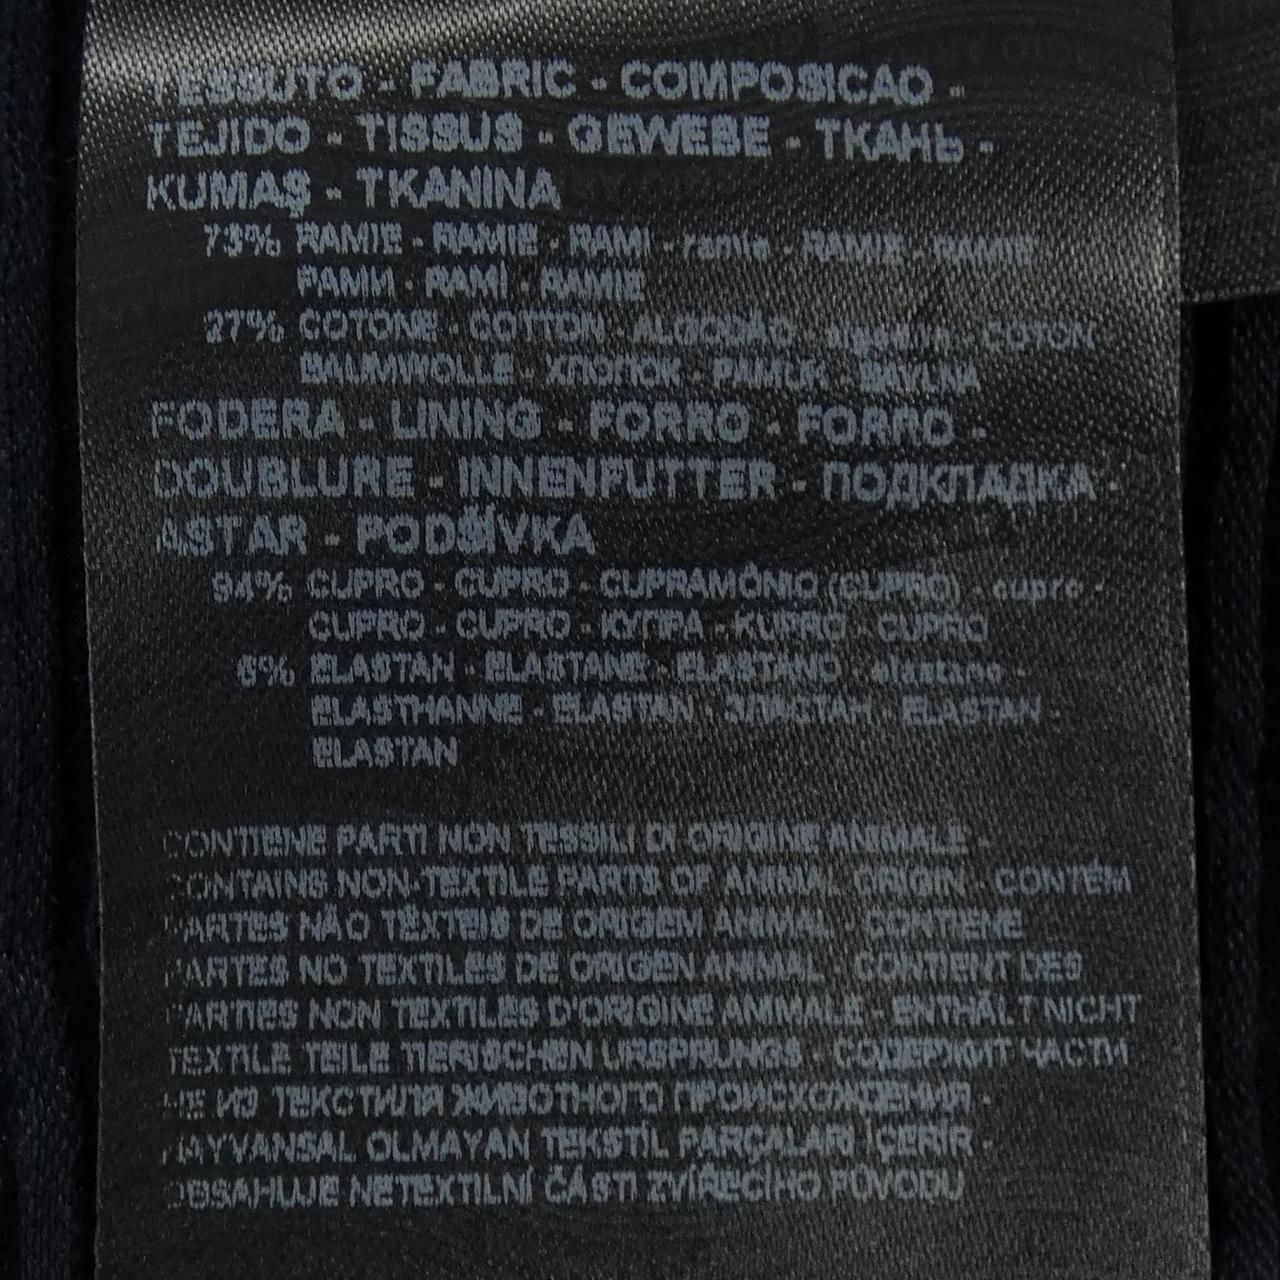 TESSUTO - FABRIC - COMPOSICAO -
TEJIDO - TISSUS - GEWEBE - ТКАНЬ -
KUMAŞ - TKANINA
73% RAMIE - RAMIE - RAMI - ramie - RAMIE - RAMIE
РАМИ - RAMİ - RAMIE
27% COTONE - COTTON - ALGODÃO - algodón - COTON
BAUMWOLLE - ХЛОПОК - PAMUK - BAVLNA
FODERA - LINING - FORRO - FORRO -
DOUBLURE - INNENFUTTER - ПОДКЛАДКА -
ASTAR - PODŠÍVKA
94% CUPRO - CUPRO - CUPRAMÓNIO (CUPRO) - cupro -
CUPRO - CUPRO - КУПРА - KUPRO - CUPRO
6% ELASTAN - ELASTANE - ELASTANO - elastano -
ELASTHANNE - ELASTAN - ЭЛАСТАН - ELASTAN -
ELASTAN
CONTIENE PARTI NON TESSILI DI ORIGINE ANIMALE -
CONTAINS NON-TEXTILE PARTS OF ANIMAL ORIGIN - CONTÉM
PARTES NÃO TÊXTEIS DE ORIGEM ANIMAL - CONTIENE
PARTES NO TEXTILES DE ORIGEN ANIMAL - CONTIENT DES
PARTIES NON TEXTILES D'ORIGINE ANIMALE - ENTHÄLT NICHT
TEXTILE TEILE TIERISCHEN URSPRUNGS - СОДЕРЖИТ ЧАСТИ
НЕ ИЗ ТЕКСТИЛЯ ЖИВОТНОГО ПРОИСХОЖДЕНИЯ -
HAYVANSAL OLMAYAN TEKSTİL PARÇALARI İÇERİR -
OBSAHUJE NETEXTILNÍ ČÁSTI ZVÍŘECÍHO PŮVODU